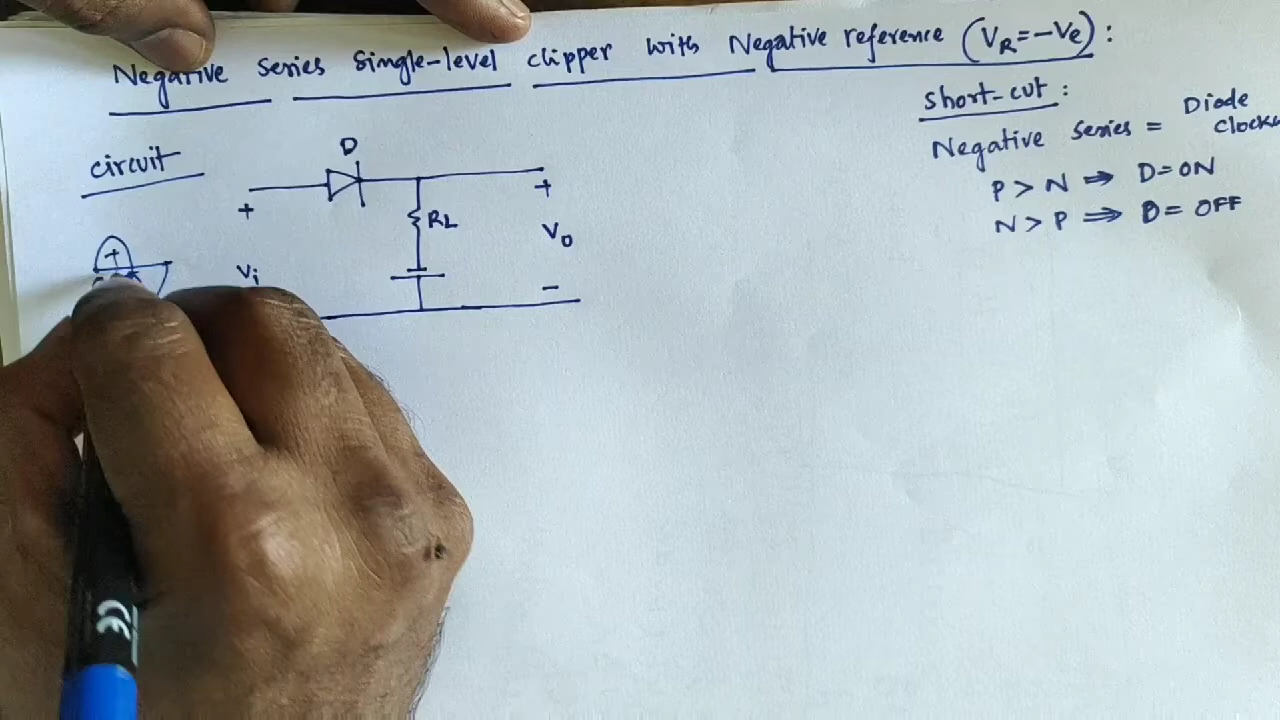 Negative series single-level clipper with Negative reference (VR=-Ve):
short-cut:
Negative series = Diode
P > N ⇒ D=ON
N > P ⇒ D= OFF
circuit
D
+
+
RL
Vo
+
Vi
-
CE